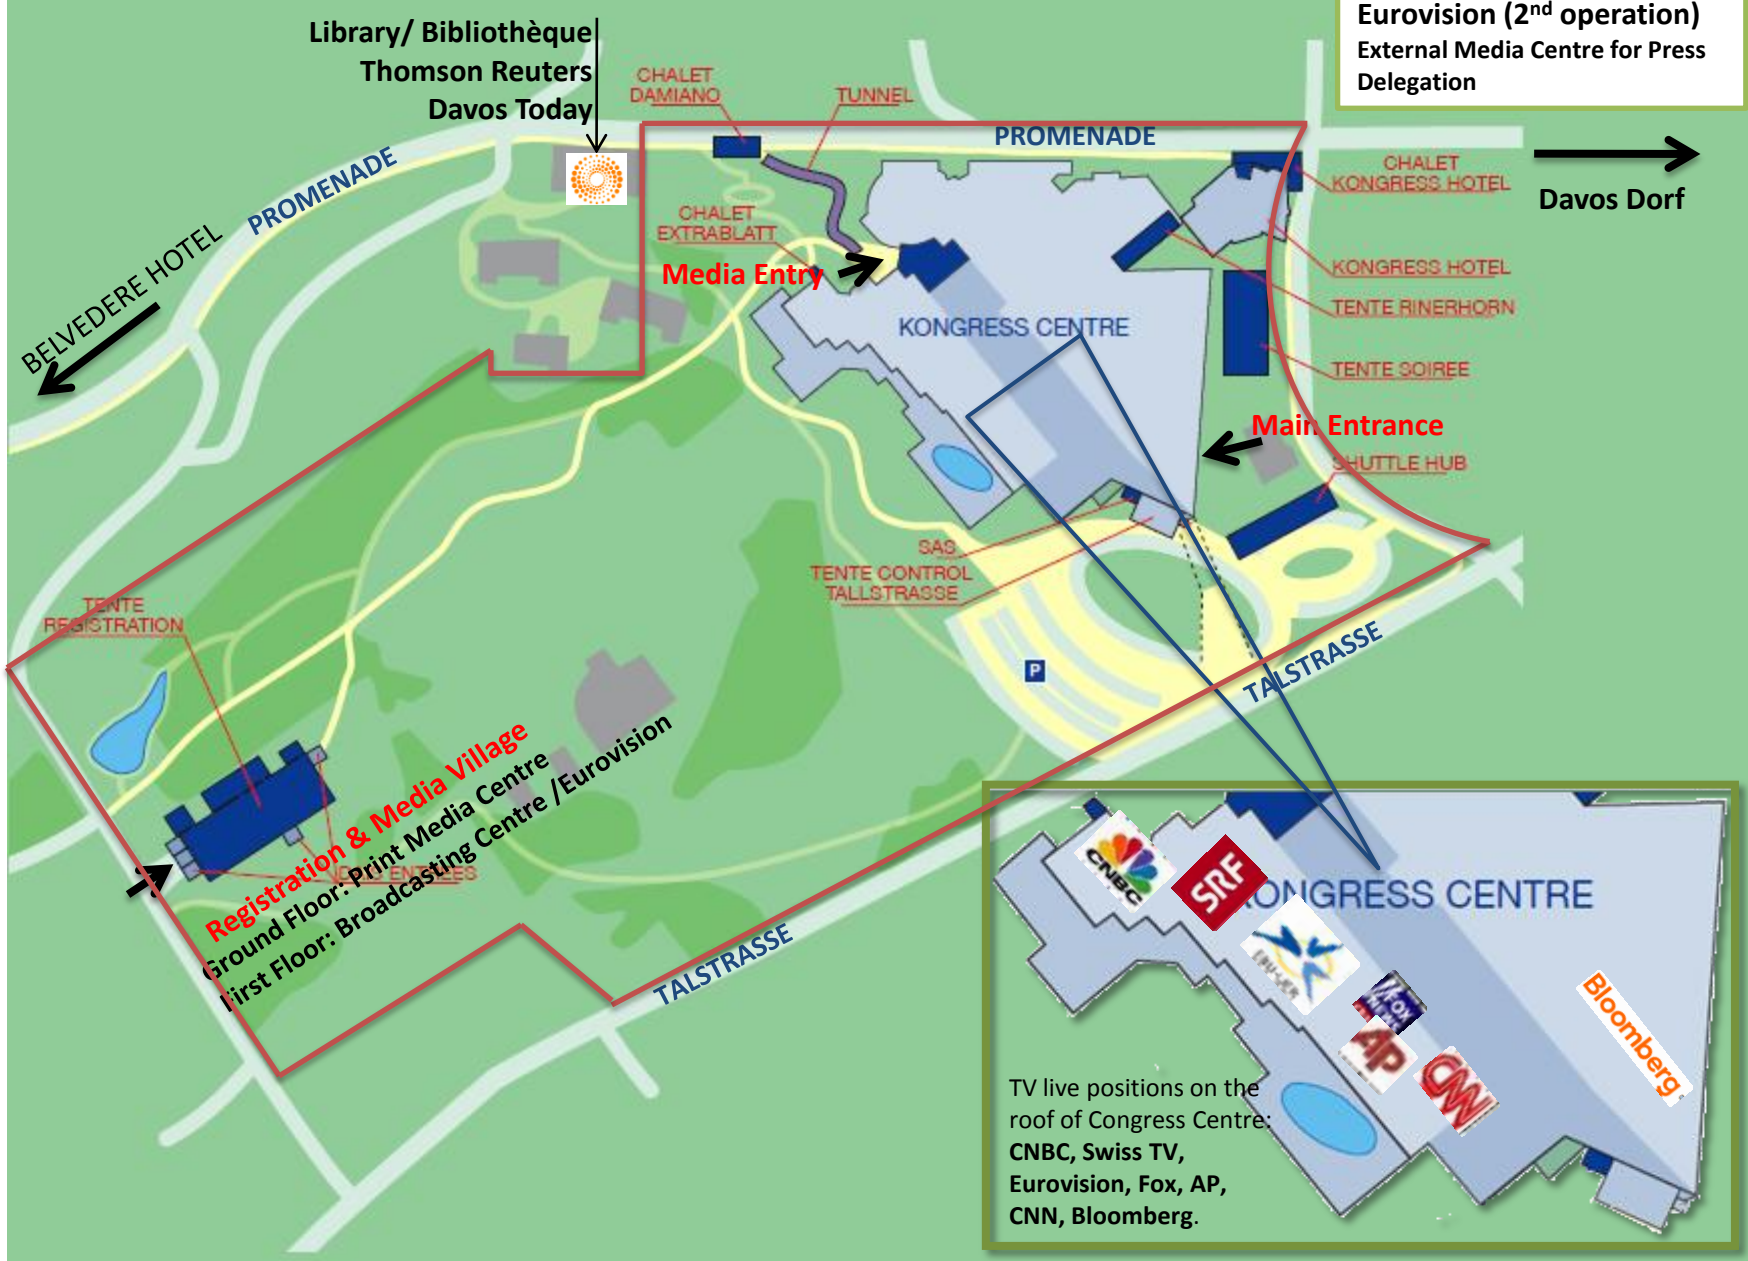 Eurovision (2nd operation)
External Media Centre for Press
Delegation
Library/ Bibliothèque
Thomson Reuters
Davos Today
CHALET
DAMIANO
TUNNEL
PROMENADE
CHALET
KONGRESS HOTEL
Davos Dorf
PROMENADE
CHALET
EXTRABLATT
BELVEDERE HOTEL
Media Entry
KONGRESS HOTEL
TENTE RINERHORN
KONGRESS CENTRE
TENTE SOIREE
Main Entrance
SHUTTLE HUB
SAS
TENTE CONTROL
TALLSTRASSE
TENTE
REGISTRATION
P
TALSTRASSE
Registration & Media Village
Ground Floor: Print Media Centre
First Floor: Broadcasting Centre /Eurovision
ENTREES
TALSTRASSE
CNBC
SRF
KONGRESS CENTRE
FOX
NEWS
AP
CNN
Bloomberg
TV live positions on the
roof of Congress Centre:
CNBC, Swiss TV,
Eurovision, Fox, AP,
CNN, Bloomberg.